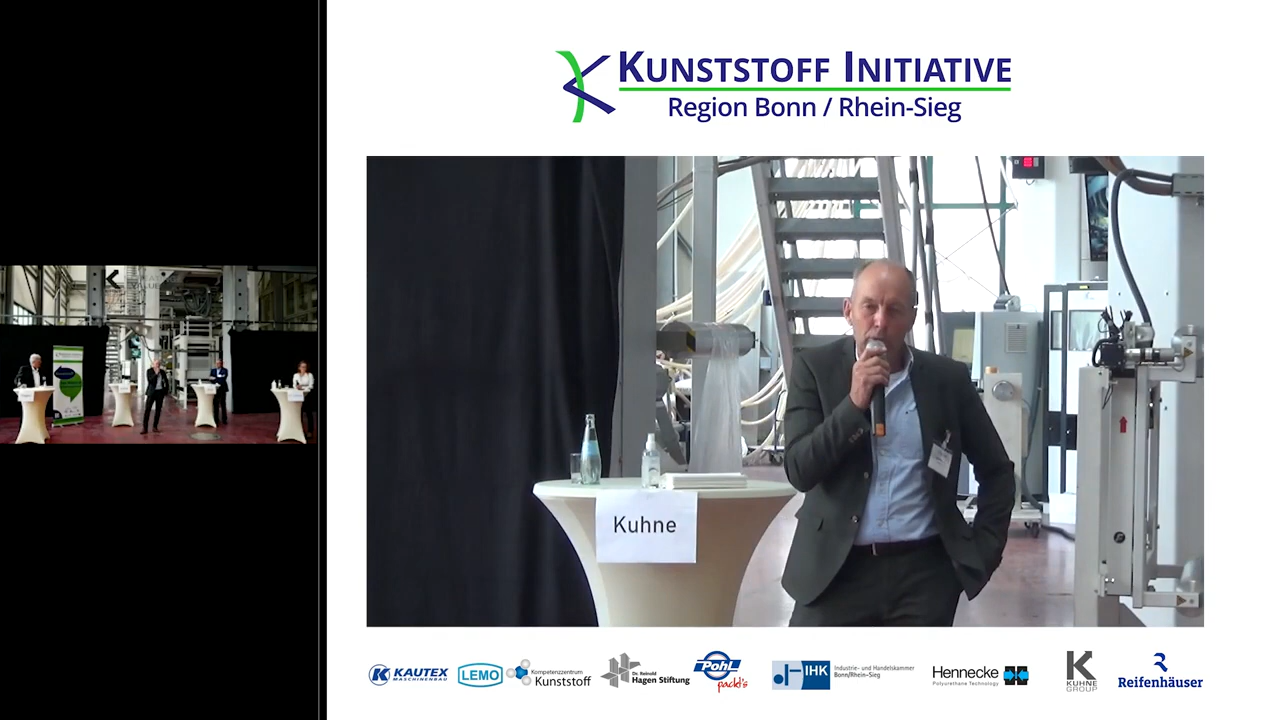 KUNSTSTOFF INITIATIVE
Region Bonn / Rhein-Sieg
Kuhne
KAUTEX
MASCHINENBAU
LEMO
Kompetenzzentrum
Kunststoff
Dr. Reinold
Hagen Stiftung
Pohl
packt's
IHK
Industrie- und Handelskammer
Bonn/Rhein-Sieg
Hennecke
Polyurethane Technology
K
KUHNE
GROUP
R
Reifenhäuser